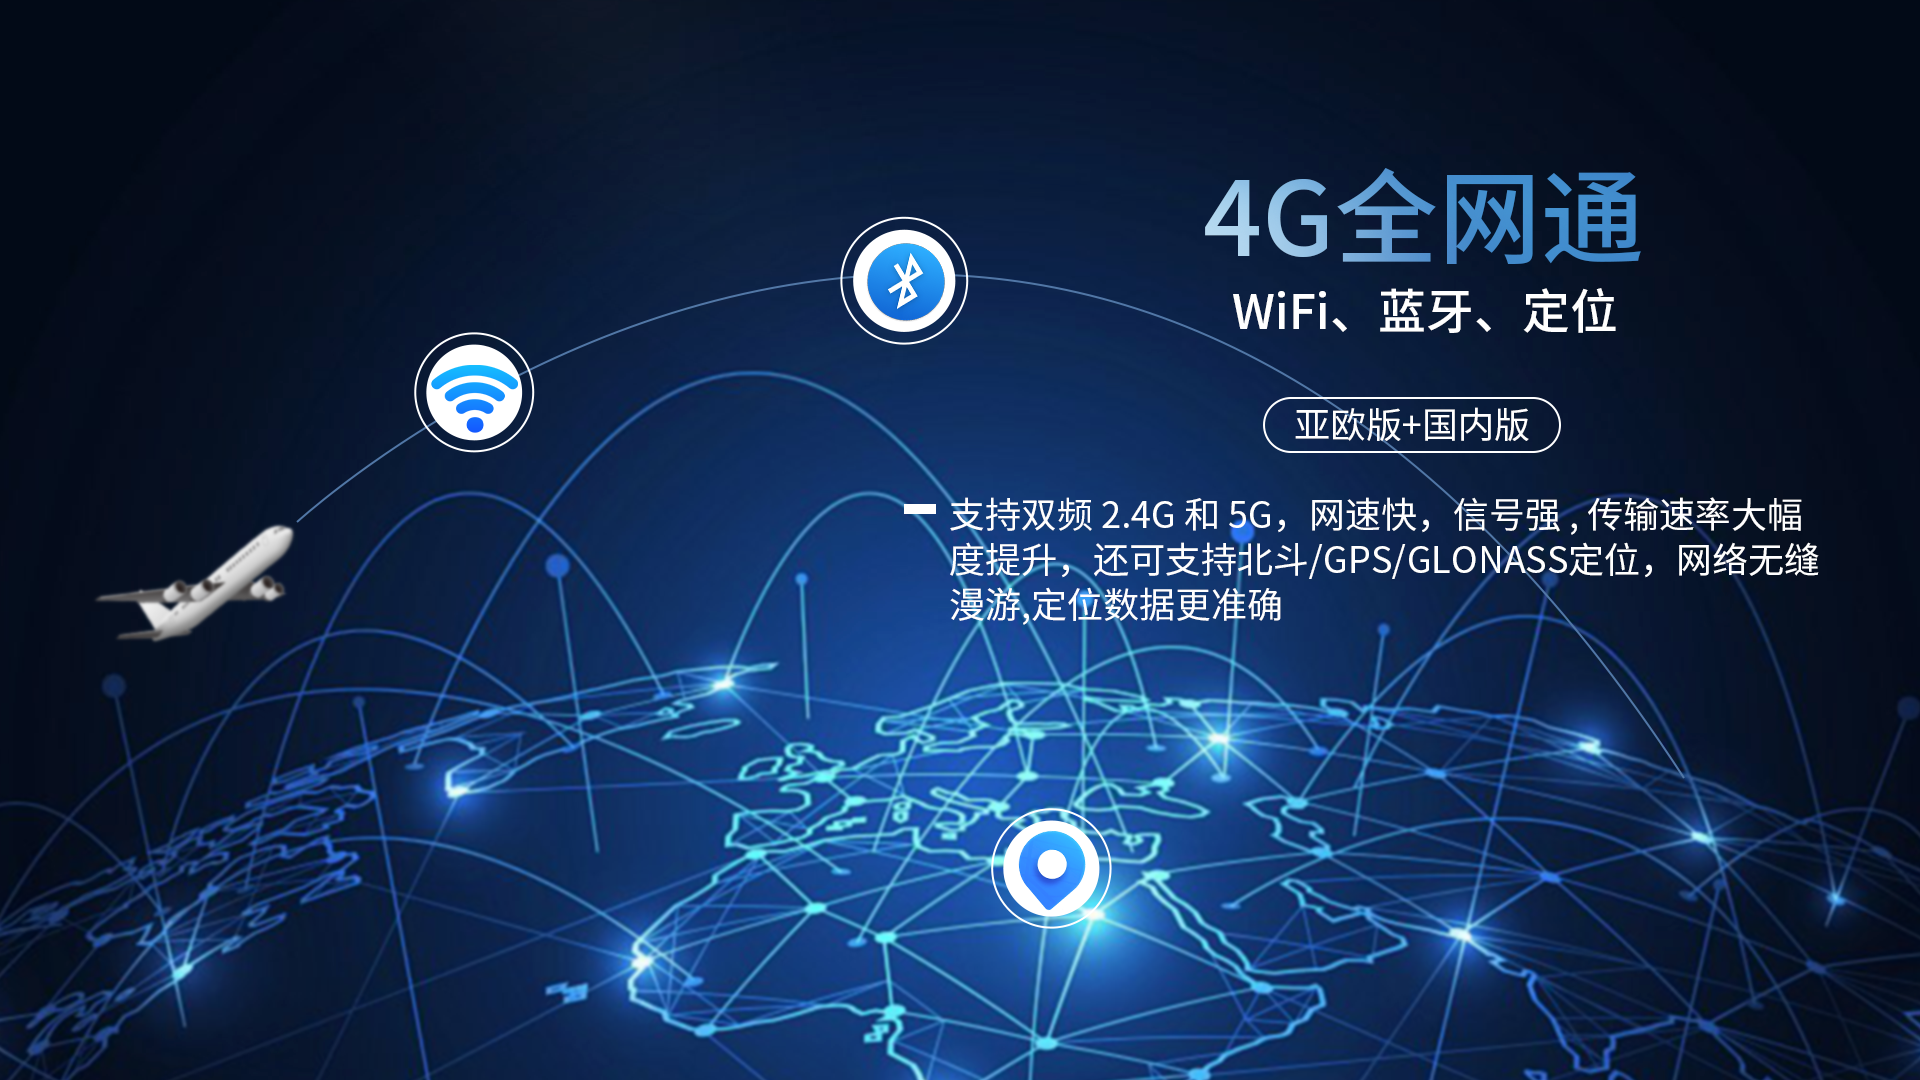 4G全网通
WiFi、蓝牙、定位
亚欧版+国内版
支持双频 2.4G 和 5G，网速快，信号强 , 传输速率大幅
度提升，还可支持北斗/GPS/GLONASS定位，网络无缝
漫游,定位数据更准确